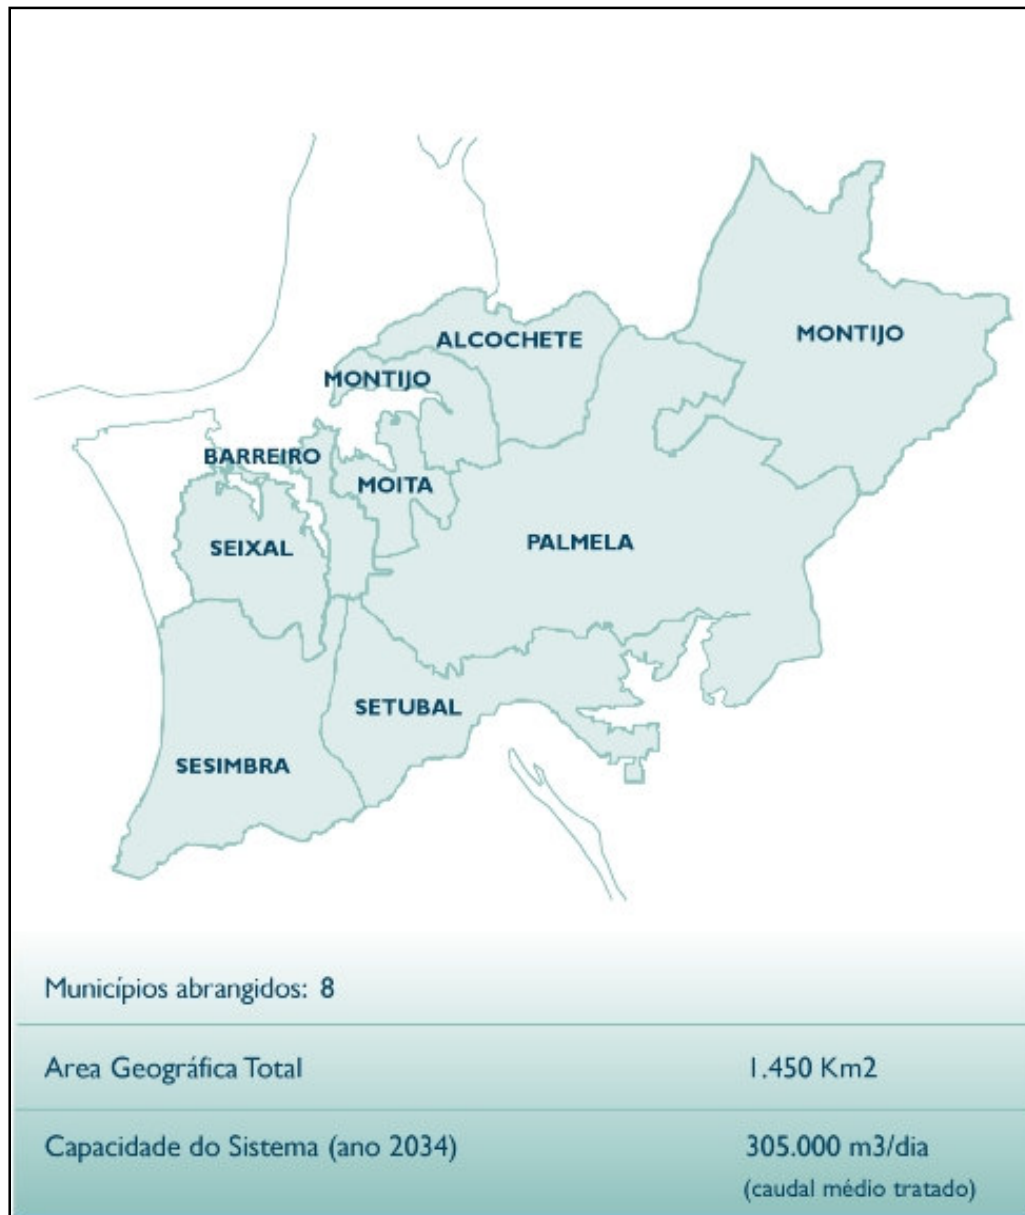 MONTIJO
ALCOCHETE
MONTIJO
BARREIRO
MOITA
SEIXAL
PALMELA
SETUBAL
SESIMBRA
Municípios abrangidos: 8
Area Geográfica Total 1.450 Km2
Capacidade do Sistema (ano 2034) 305.000 m3/dia
(caudal médio tratado)